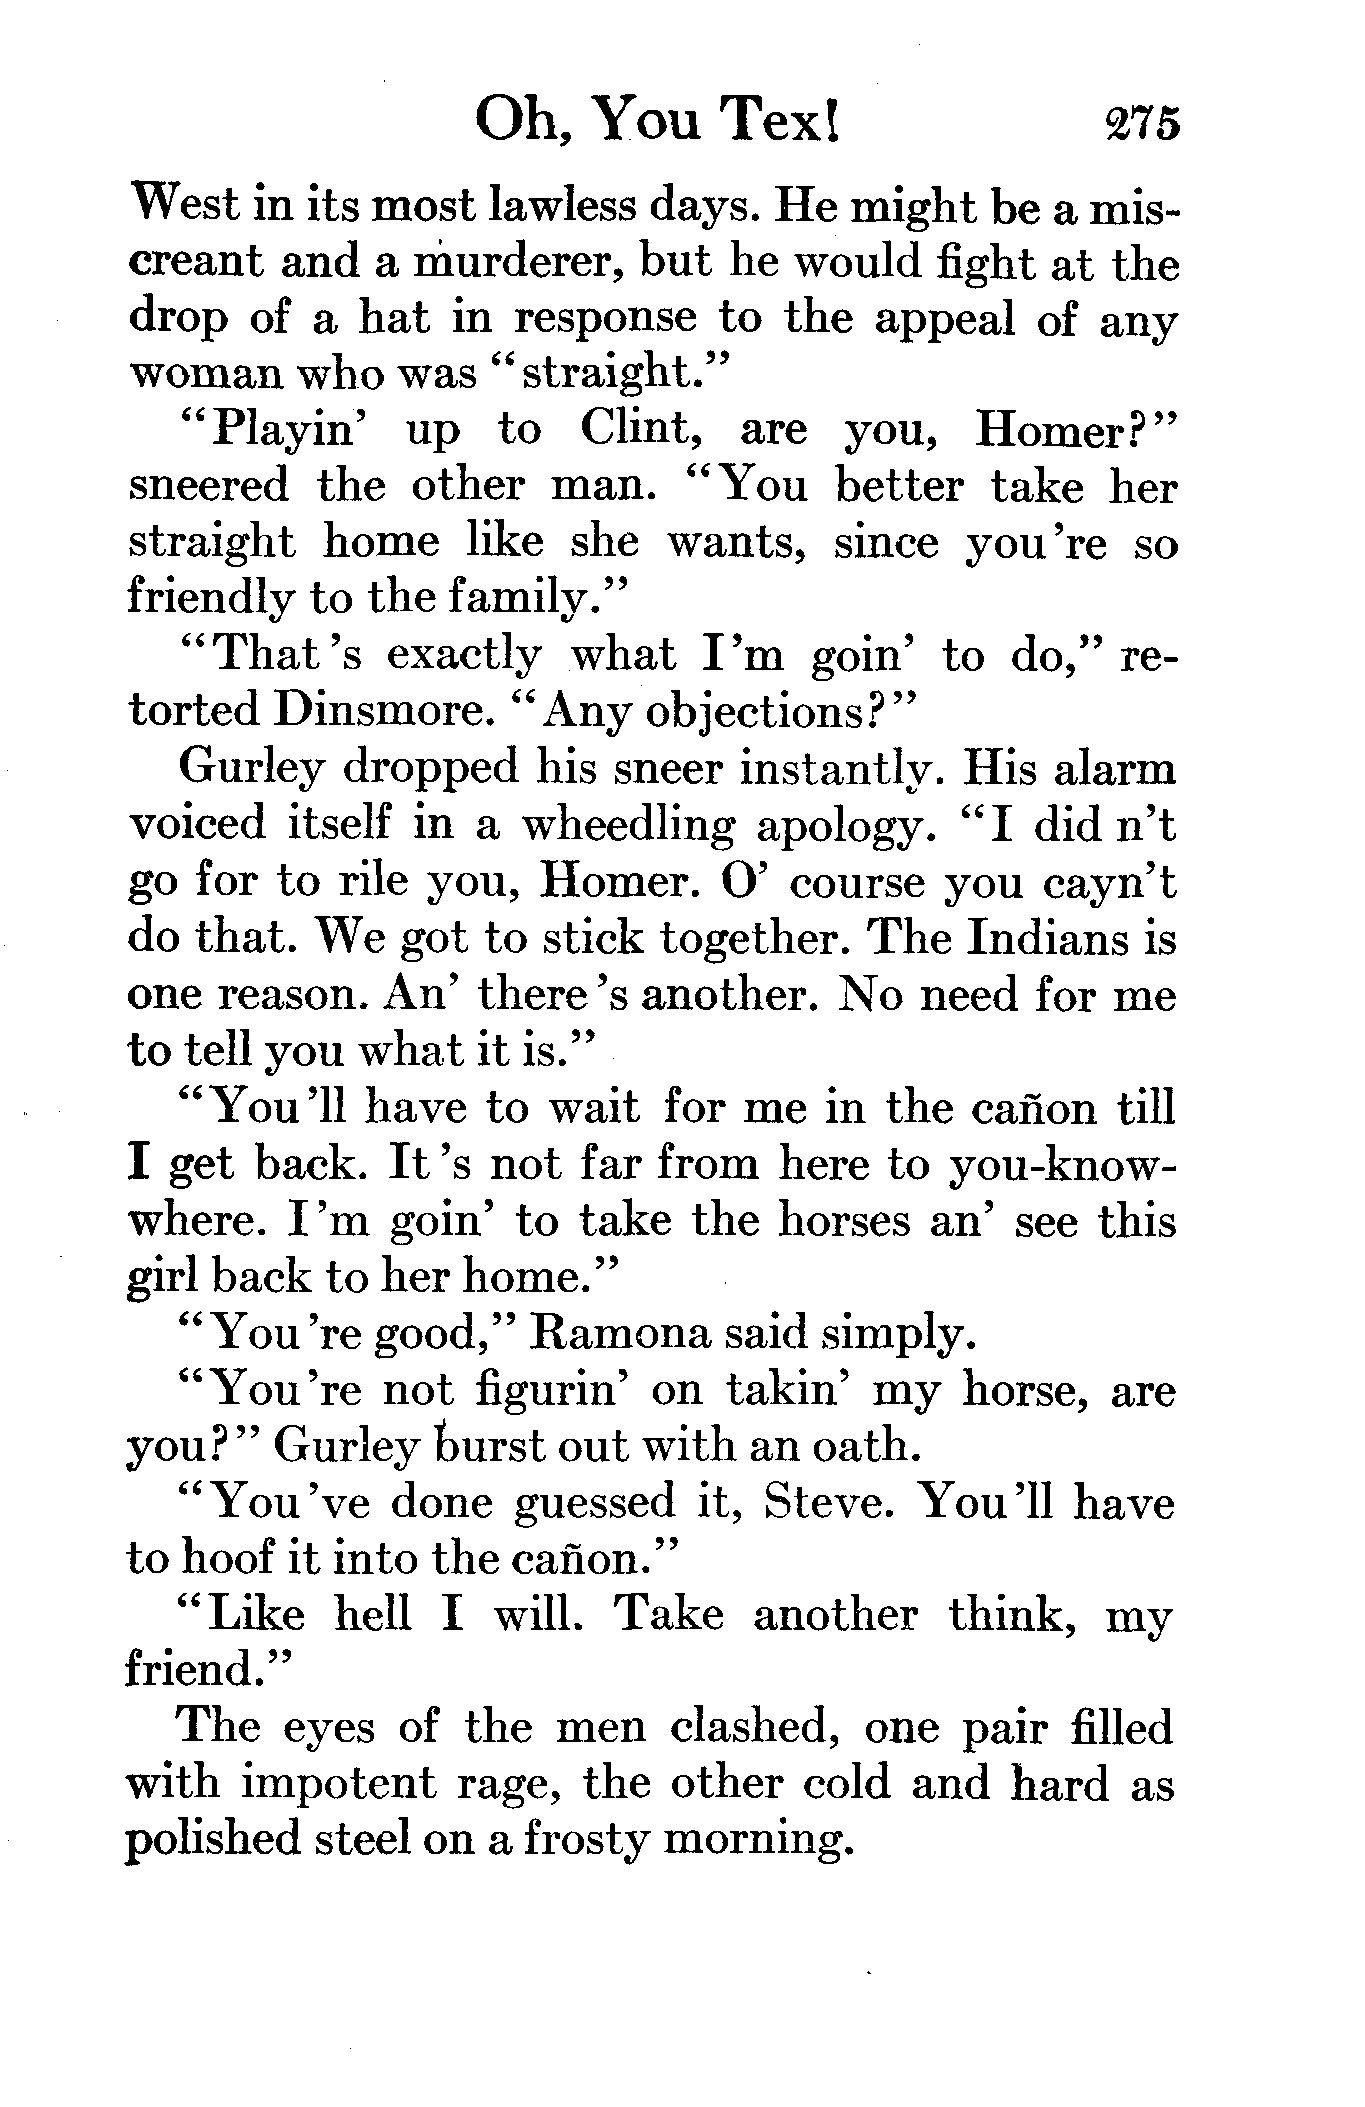 Oh, You Tex! 275
West in its most lawless days. He might be a mis-
creant and a murderer, but he would fight at the
drop of a hat in response to the appeal of any
woman who was "straight."
"Playin' up to Clint, are you, Homer?"
sneered the other man. "You better take her
straight home like she wants, since you're so
friendly to the family."
"That's exactly what I'm goin' to do," re-
torted Dinsmore. "Any objections?"
Gurley dropped his sneer instantly. His alarm
voiced itself in a wheedling apology. "I did n't
go for to rile you, Homer. O' course you cayn't
do that. We got to stick together. The Indians is
one reason. An' there's another. No need for me
to tell you what it is."
"You'll have to wait for me in the cañon till
I get back. It's not far from here to you-know-
where. I'm goin' to take the horses an' see this
girl back to her home."
"You're good," Ramona said simply.
"You're not figurin' on takin' my horse, are
you?" Gurley burst out with an oath.
"You've done guessed it, Steve. You'll have
to hoof it into the cañon."
"Like hell I will. Take another think, my
friend."
The eyes of the men clashed, one pair filled
with impotent rage, the other cold and hard as
polished steel on a frosty morning.